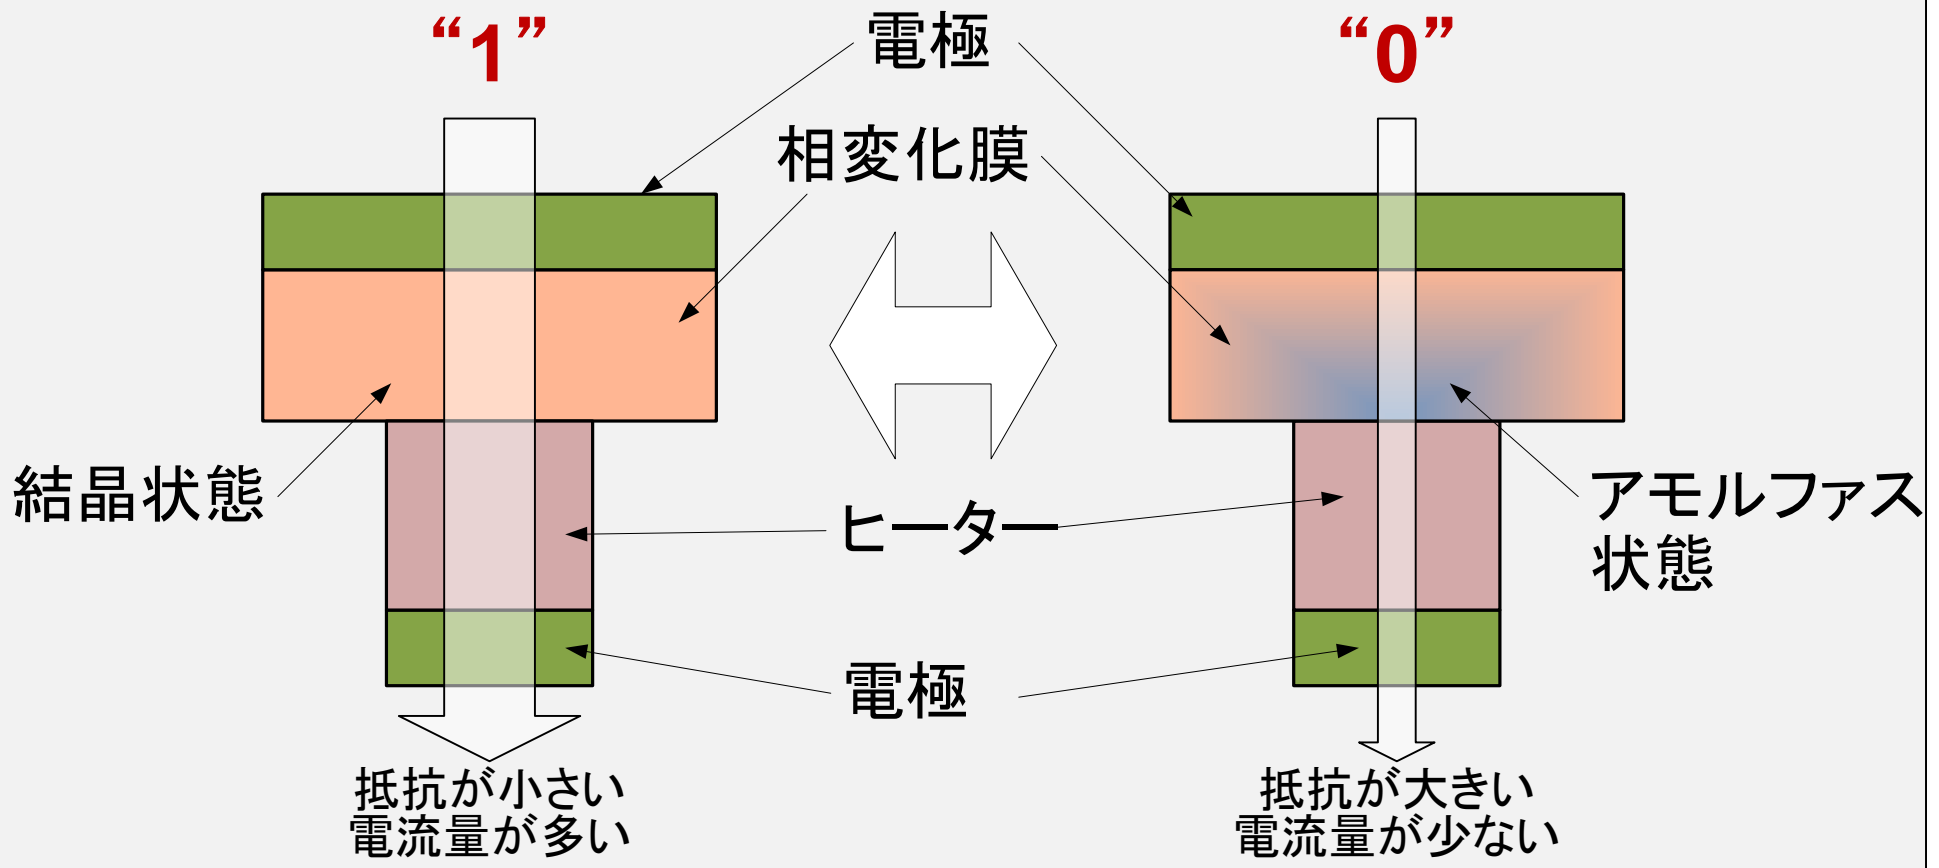 “1”
電極
“0”
相変化膜
結晶状態
ヒーター
アモルファス
状態
電極
抵抗が小さい
電流量が多い
抵抗が大きい
電流量が少ない